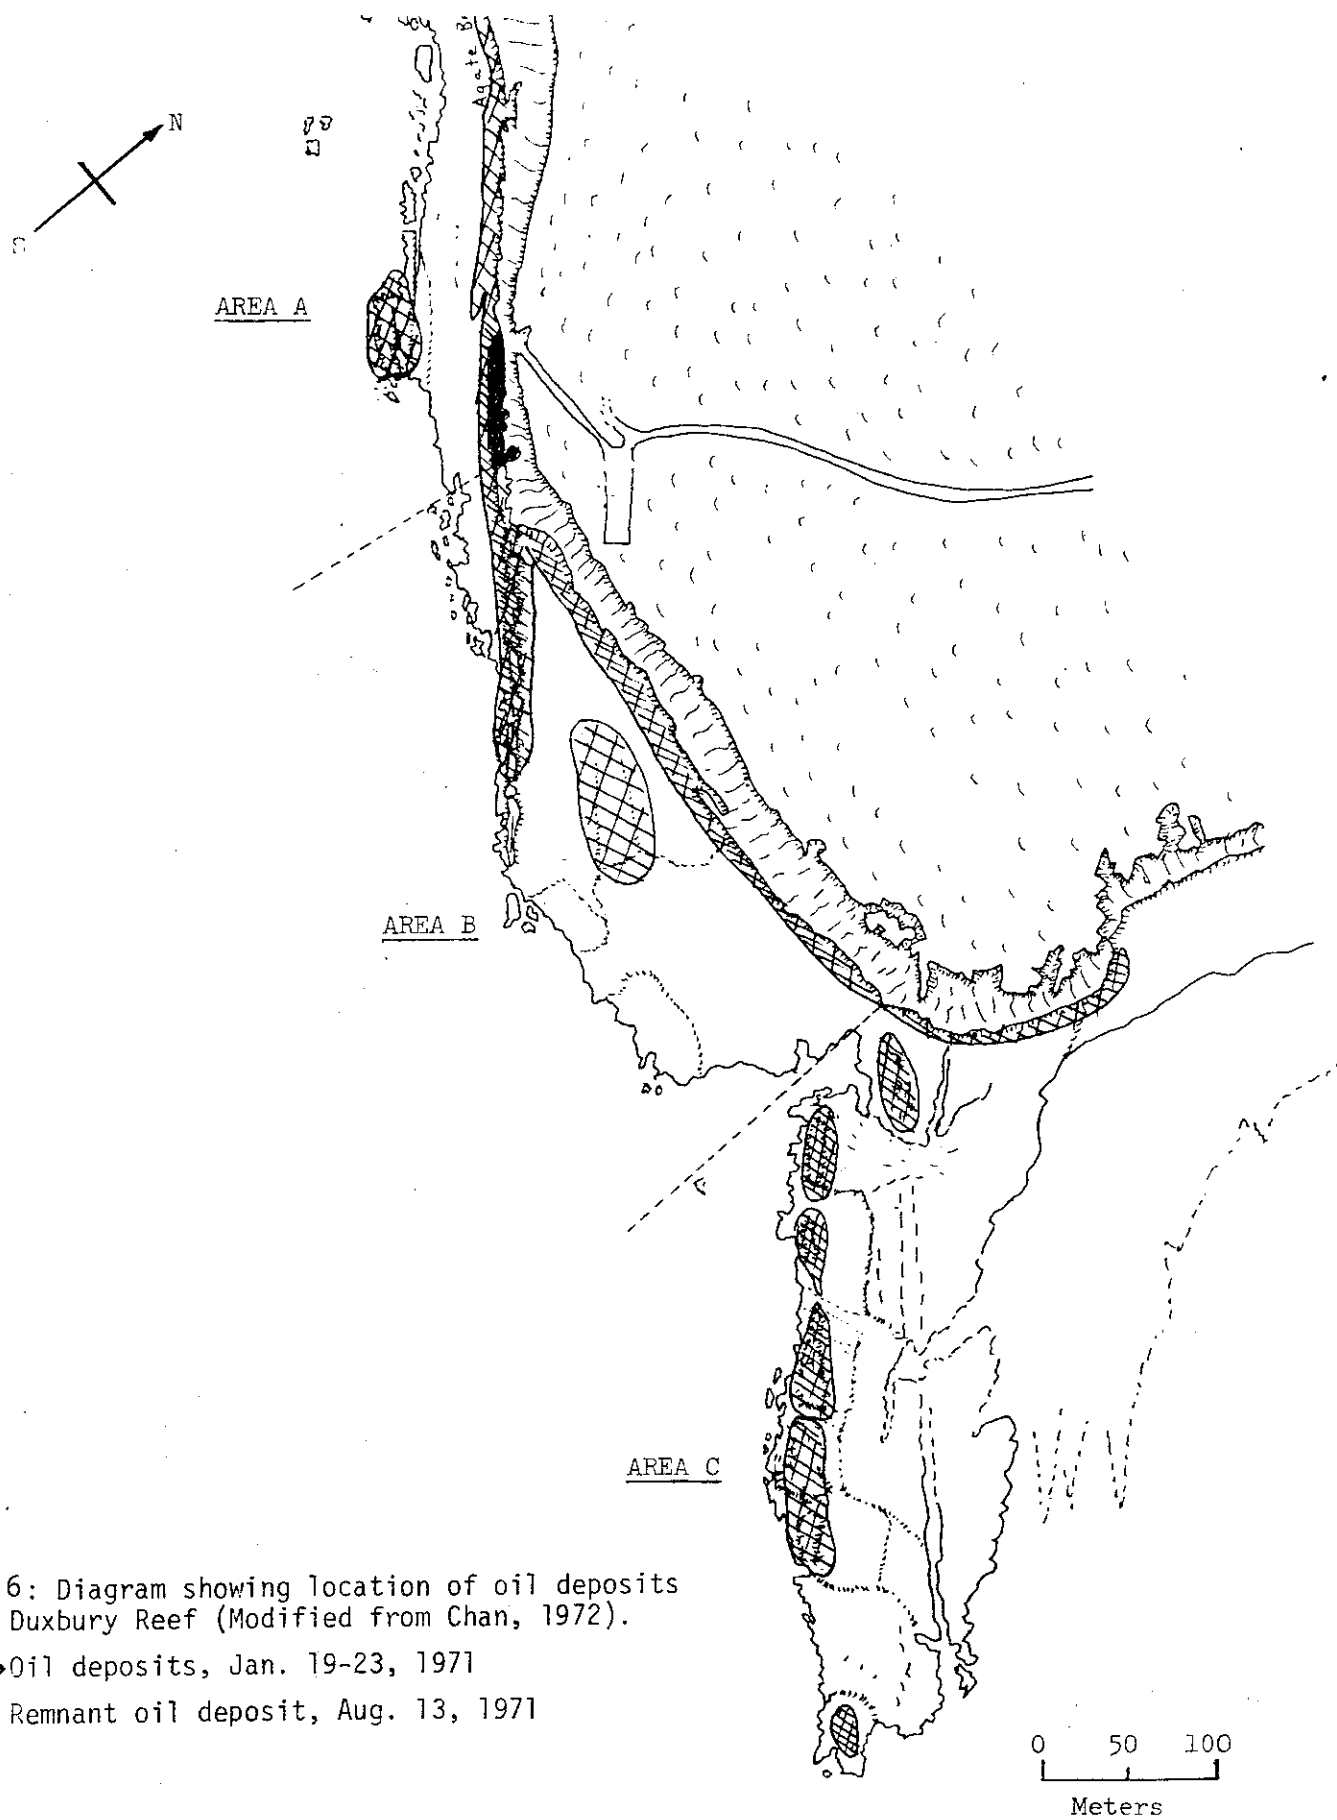 Agate B
N
S
AREA A
AREA B
AREA C
6: Diagram showing location of oil deposits
Duxbury Reef (Modified from Chan, 1972).
Oil deposits, Jan. 19-23, 1971
Remnant oil deposit, Aug. 13, 1971
0 50 100
Meters